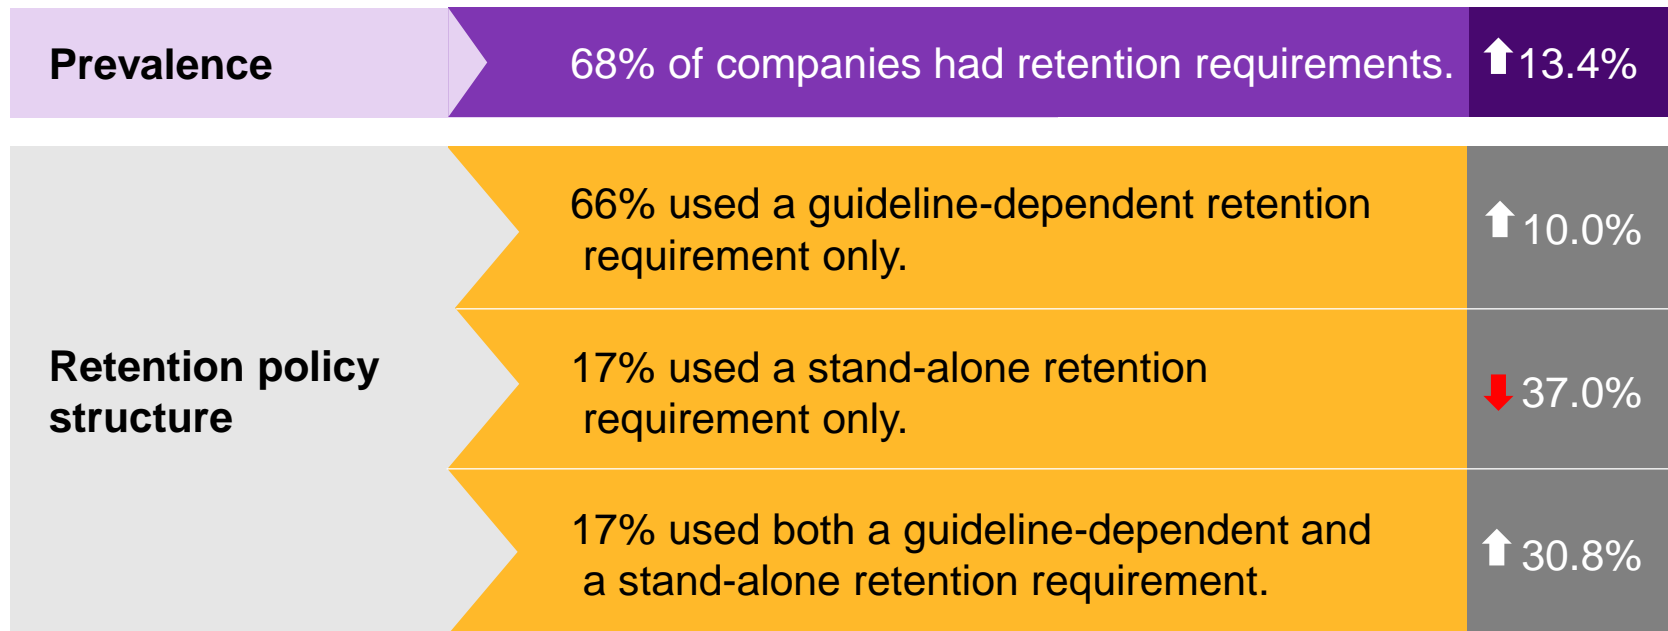 Prevalence
68% of companies had retention requirements.
13.4%
66% used a guideline-dependent retention
requirement only.
10.0%
Retention policy
structure
17% used a stand-alone retention
requirement only.
37.0%
17% used both a guideline-dependent and
a stand-alone retention requirement.
30.8%